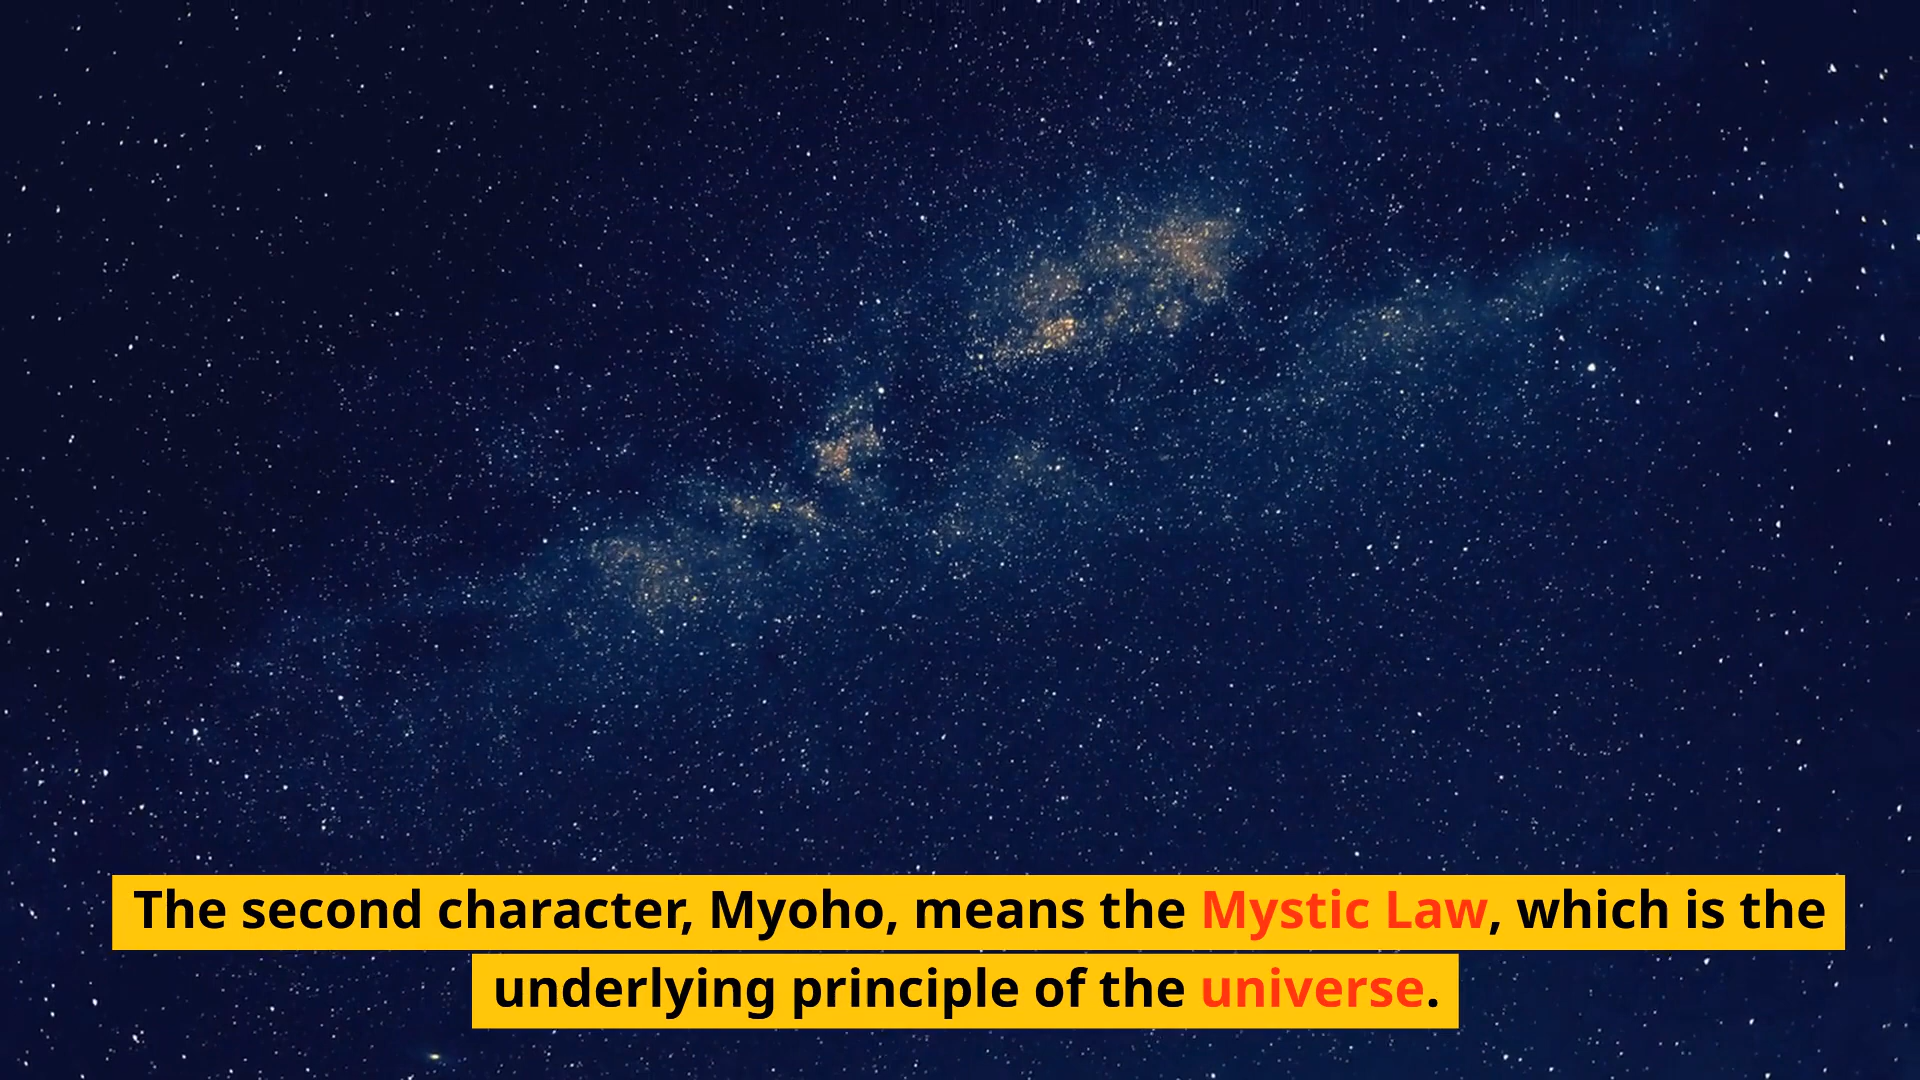 The second character, Myoho, means the Mystic Law, which is the
underlying principle of the universe.